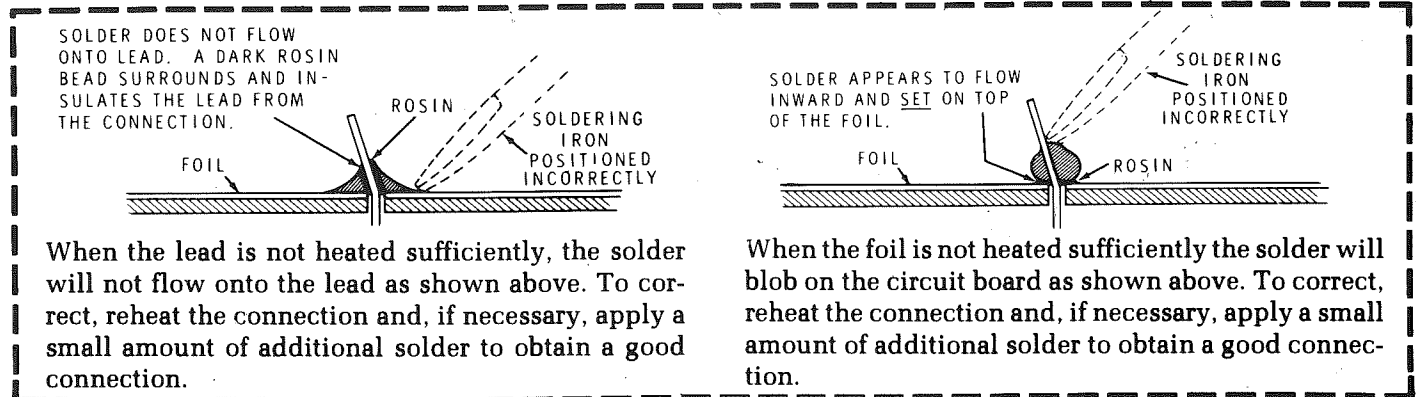 SOLDER DOES NOT FLOW
ONTO LEAD. A DARK ROSIN
BEAD SURROUNDS AND IN-
SULATES THE LEAD FROM
THE CONNECTION.
ROSIN
SOLDERING
IRON
POSITIONED
INCORRECTLY
FOIL
When the lead is not heated sufficiently, the solder
will not flow onto the lead as shown above. To cor-
rect, reheat the connection and, if necessary, apply a
small amount of additional solder to obtain a good
connection.
SOLDER APPEARS TO FLOW
INWARD AND SET ON TOP
OF THE FOIL.
SOLDERING
IRON
POSITIONED
INCORRECTLY
FOIL
ROSIN
When the foil is not heated sufficiently the solder will
blob on the circuit board as shown above. To correct,
reheat the connection and, if necessary, apply a small
amount of additional solder to obtain a good connec-
tion.